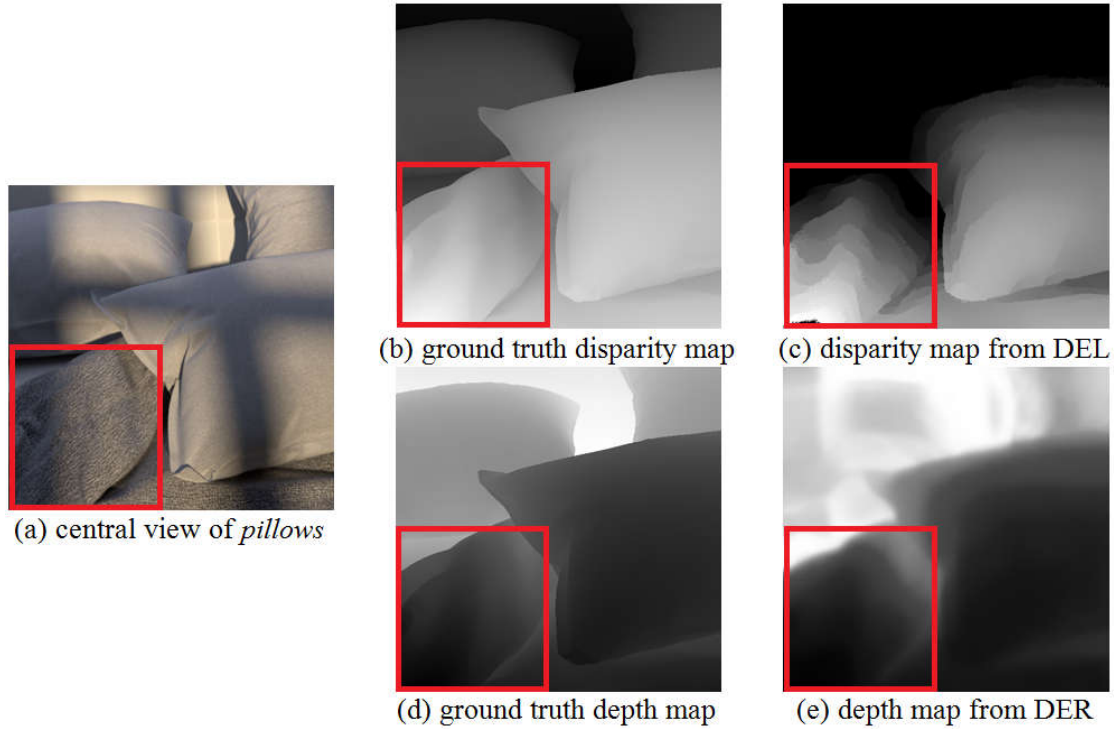 (b) ground truth disparity map
(c) disparity map from DEL
(a) central view of pillows
(d) ground truth depth map
(e) depth map from DER